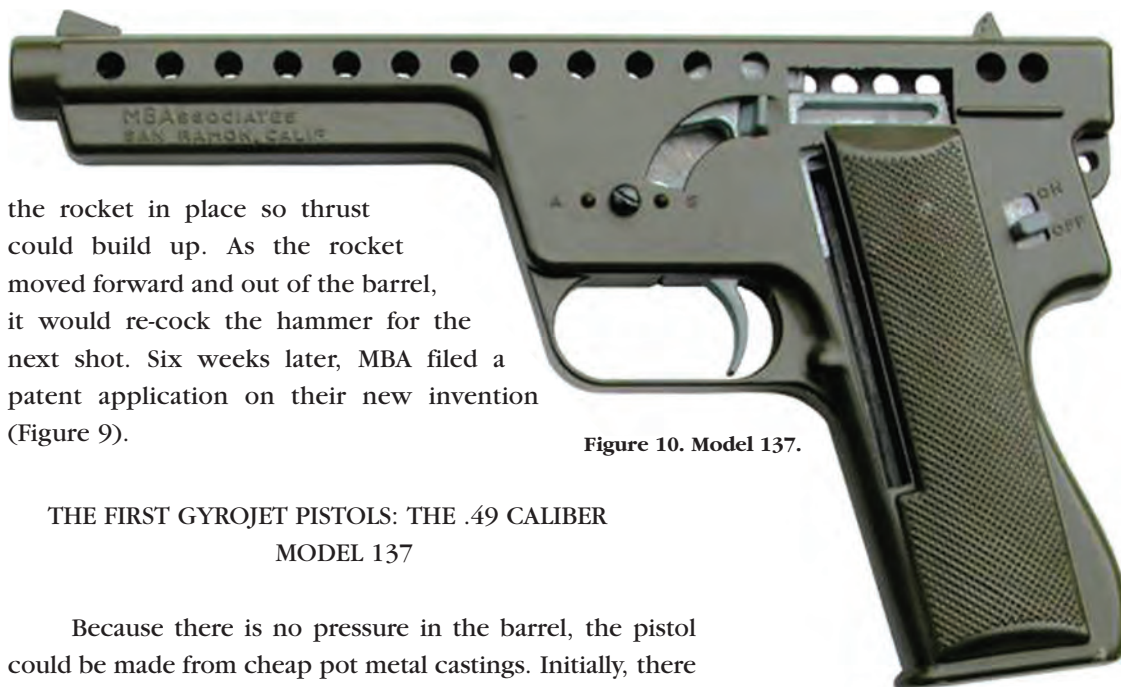 MBASSOCIATES
SAN RAMON, CALIF.
A S
ON
OFF
the rocket in place so thrust
could build up. As the rocket
moved forward and out of the barrel,
it would re-cock the hammer for the
next shot. Six weeks later, MBA filed a
patent application on their new invention
(Figure 9).
Figure 10. Model 137.
THE FIRST GYROJET PISTOLS: THE .49 CALIBER
MODEL 137
Because there is no pressure in the barrel, the pistol
could be made from cheap pot metal castings. Initially, there